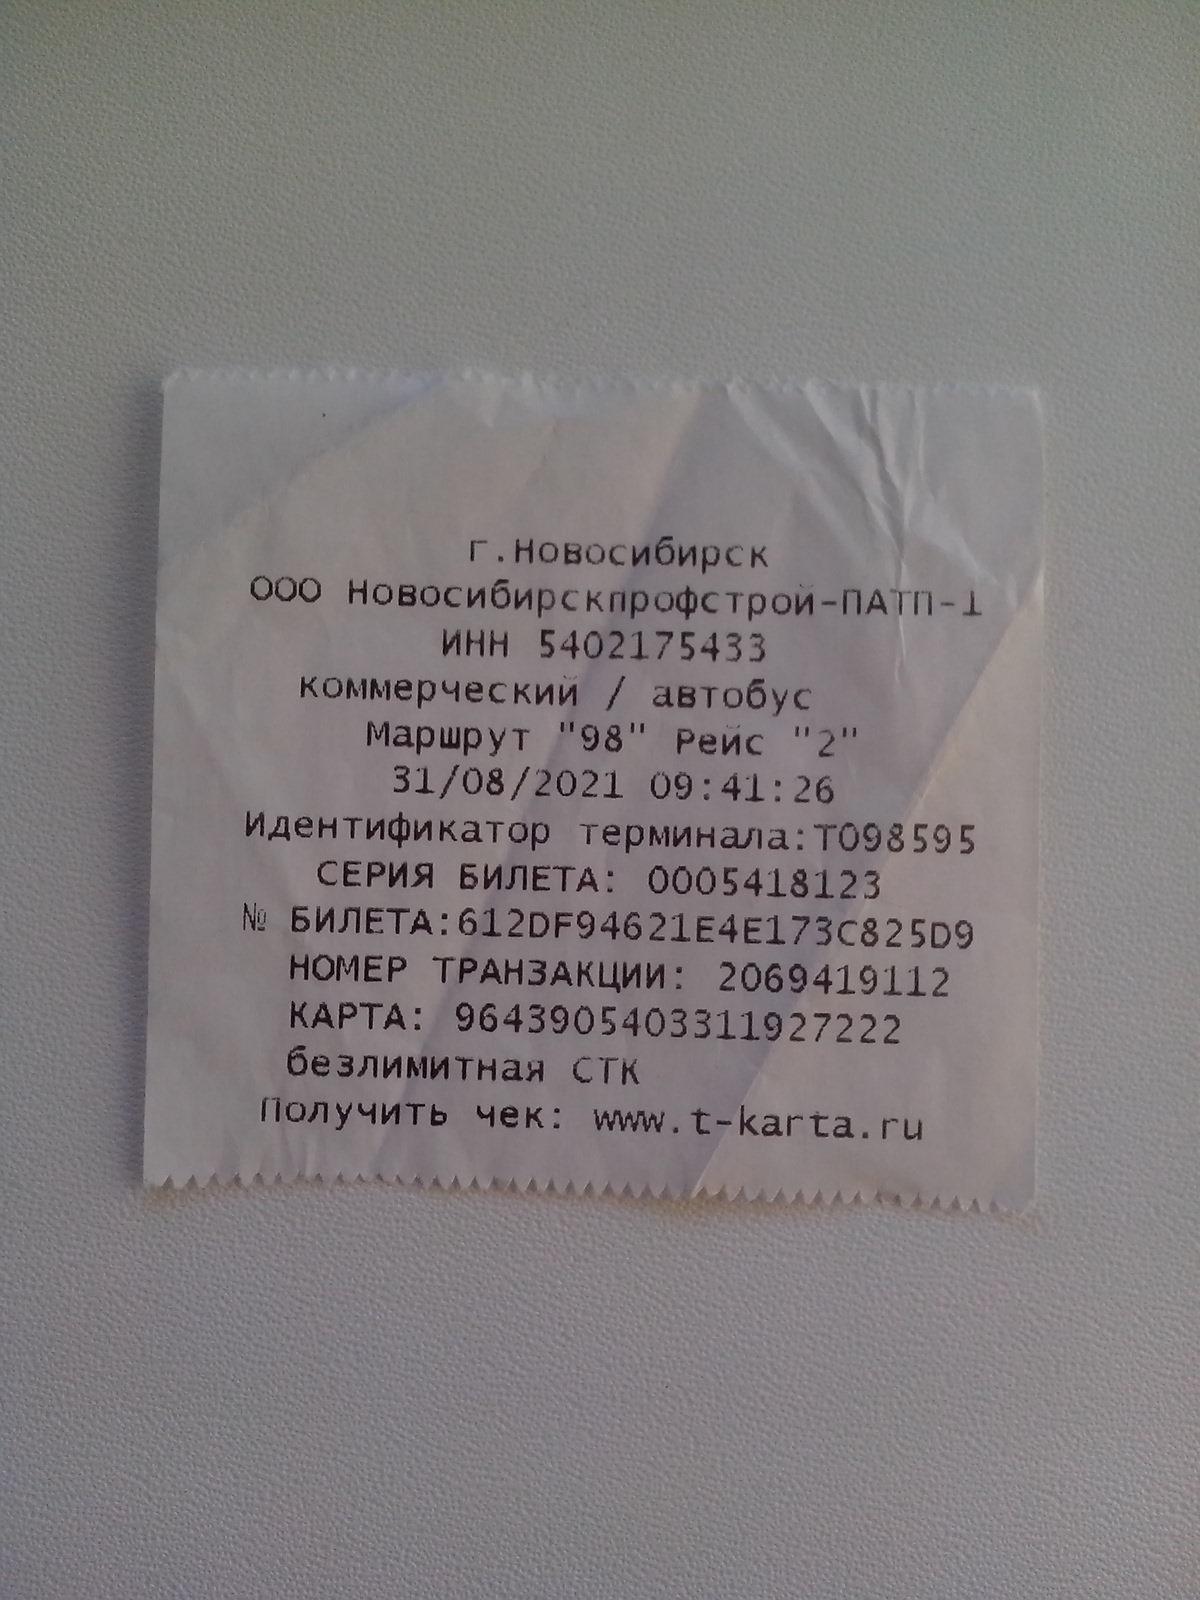 г.Новосибирск
ООО Новосибирскпрофстрой-ПАТП-1
ИНН 5402175433
коммерческий / автобус
Маршрут "98" Рейс "2"
31/08/2021 09:41:26
Идентификатор терминала:Т098595
СЕРИЯ БИЛЕТА: 0005418123
№ БИЛЕТА:612DF94621E4E173C825D9
НОМЕР ТРАНЗАКЦИИ: 2069419112
КАРТА: 9643905403311927222
безлимитная СТК
Получить чек: www.t-karta.ru